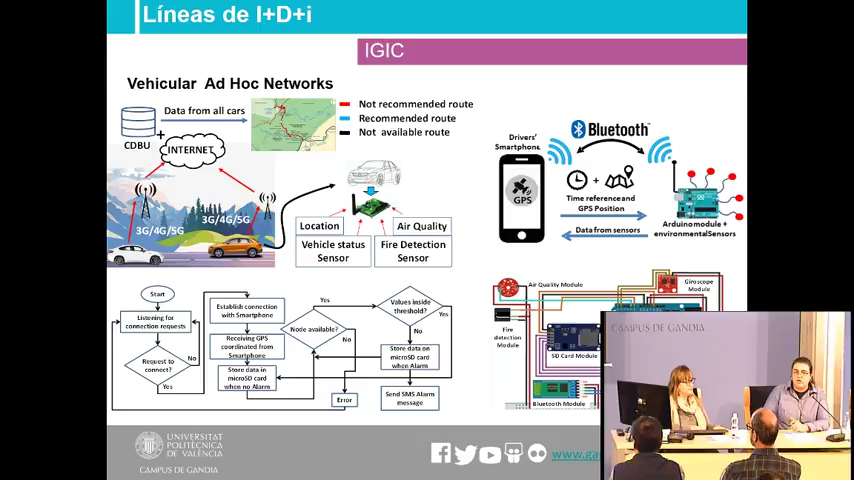 Líneas de I+D+i
IGIC
Vehicular Ad Hoc Networks
CDBU
+
Data from all cars
INTERNET
Not recommended route
Recommended route
Not available route
3G/4G/5G
3G/4G/5G
Location
Air Quality
Vehicle status
Sensor
Fire Detection
Sensor
Drivers'
Smartphone
Bluetooth
GPS
+
Time reference and
GPS Position
Data from sensors
Arduino module +
environmental Sensors
Start
Listening for
connection requests
Request to
connect?
No
Yes
Establish connection
with Smartphone
Receiving GPS
coordinated from
Smartphone
Store data in
microSD card
when no Alarm
Yes
Node available?
No
Error
Values inside
threshold?
Yes
No
Store data on
microSD card
when Alarm
Send SMS Alarm
message
Air Quality Module
Giroscope
Module
Fire
detection
Module
SD Card Module
Bluetooth Module
CAMPUS DE GANDIA
UNIVERSITAT
POLITÈCNICA
DE VALÈNCIA
CAMPUS DE GANDIA